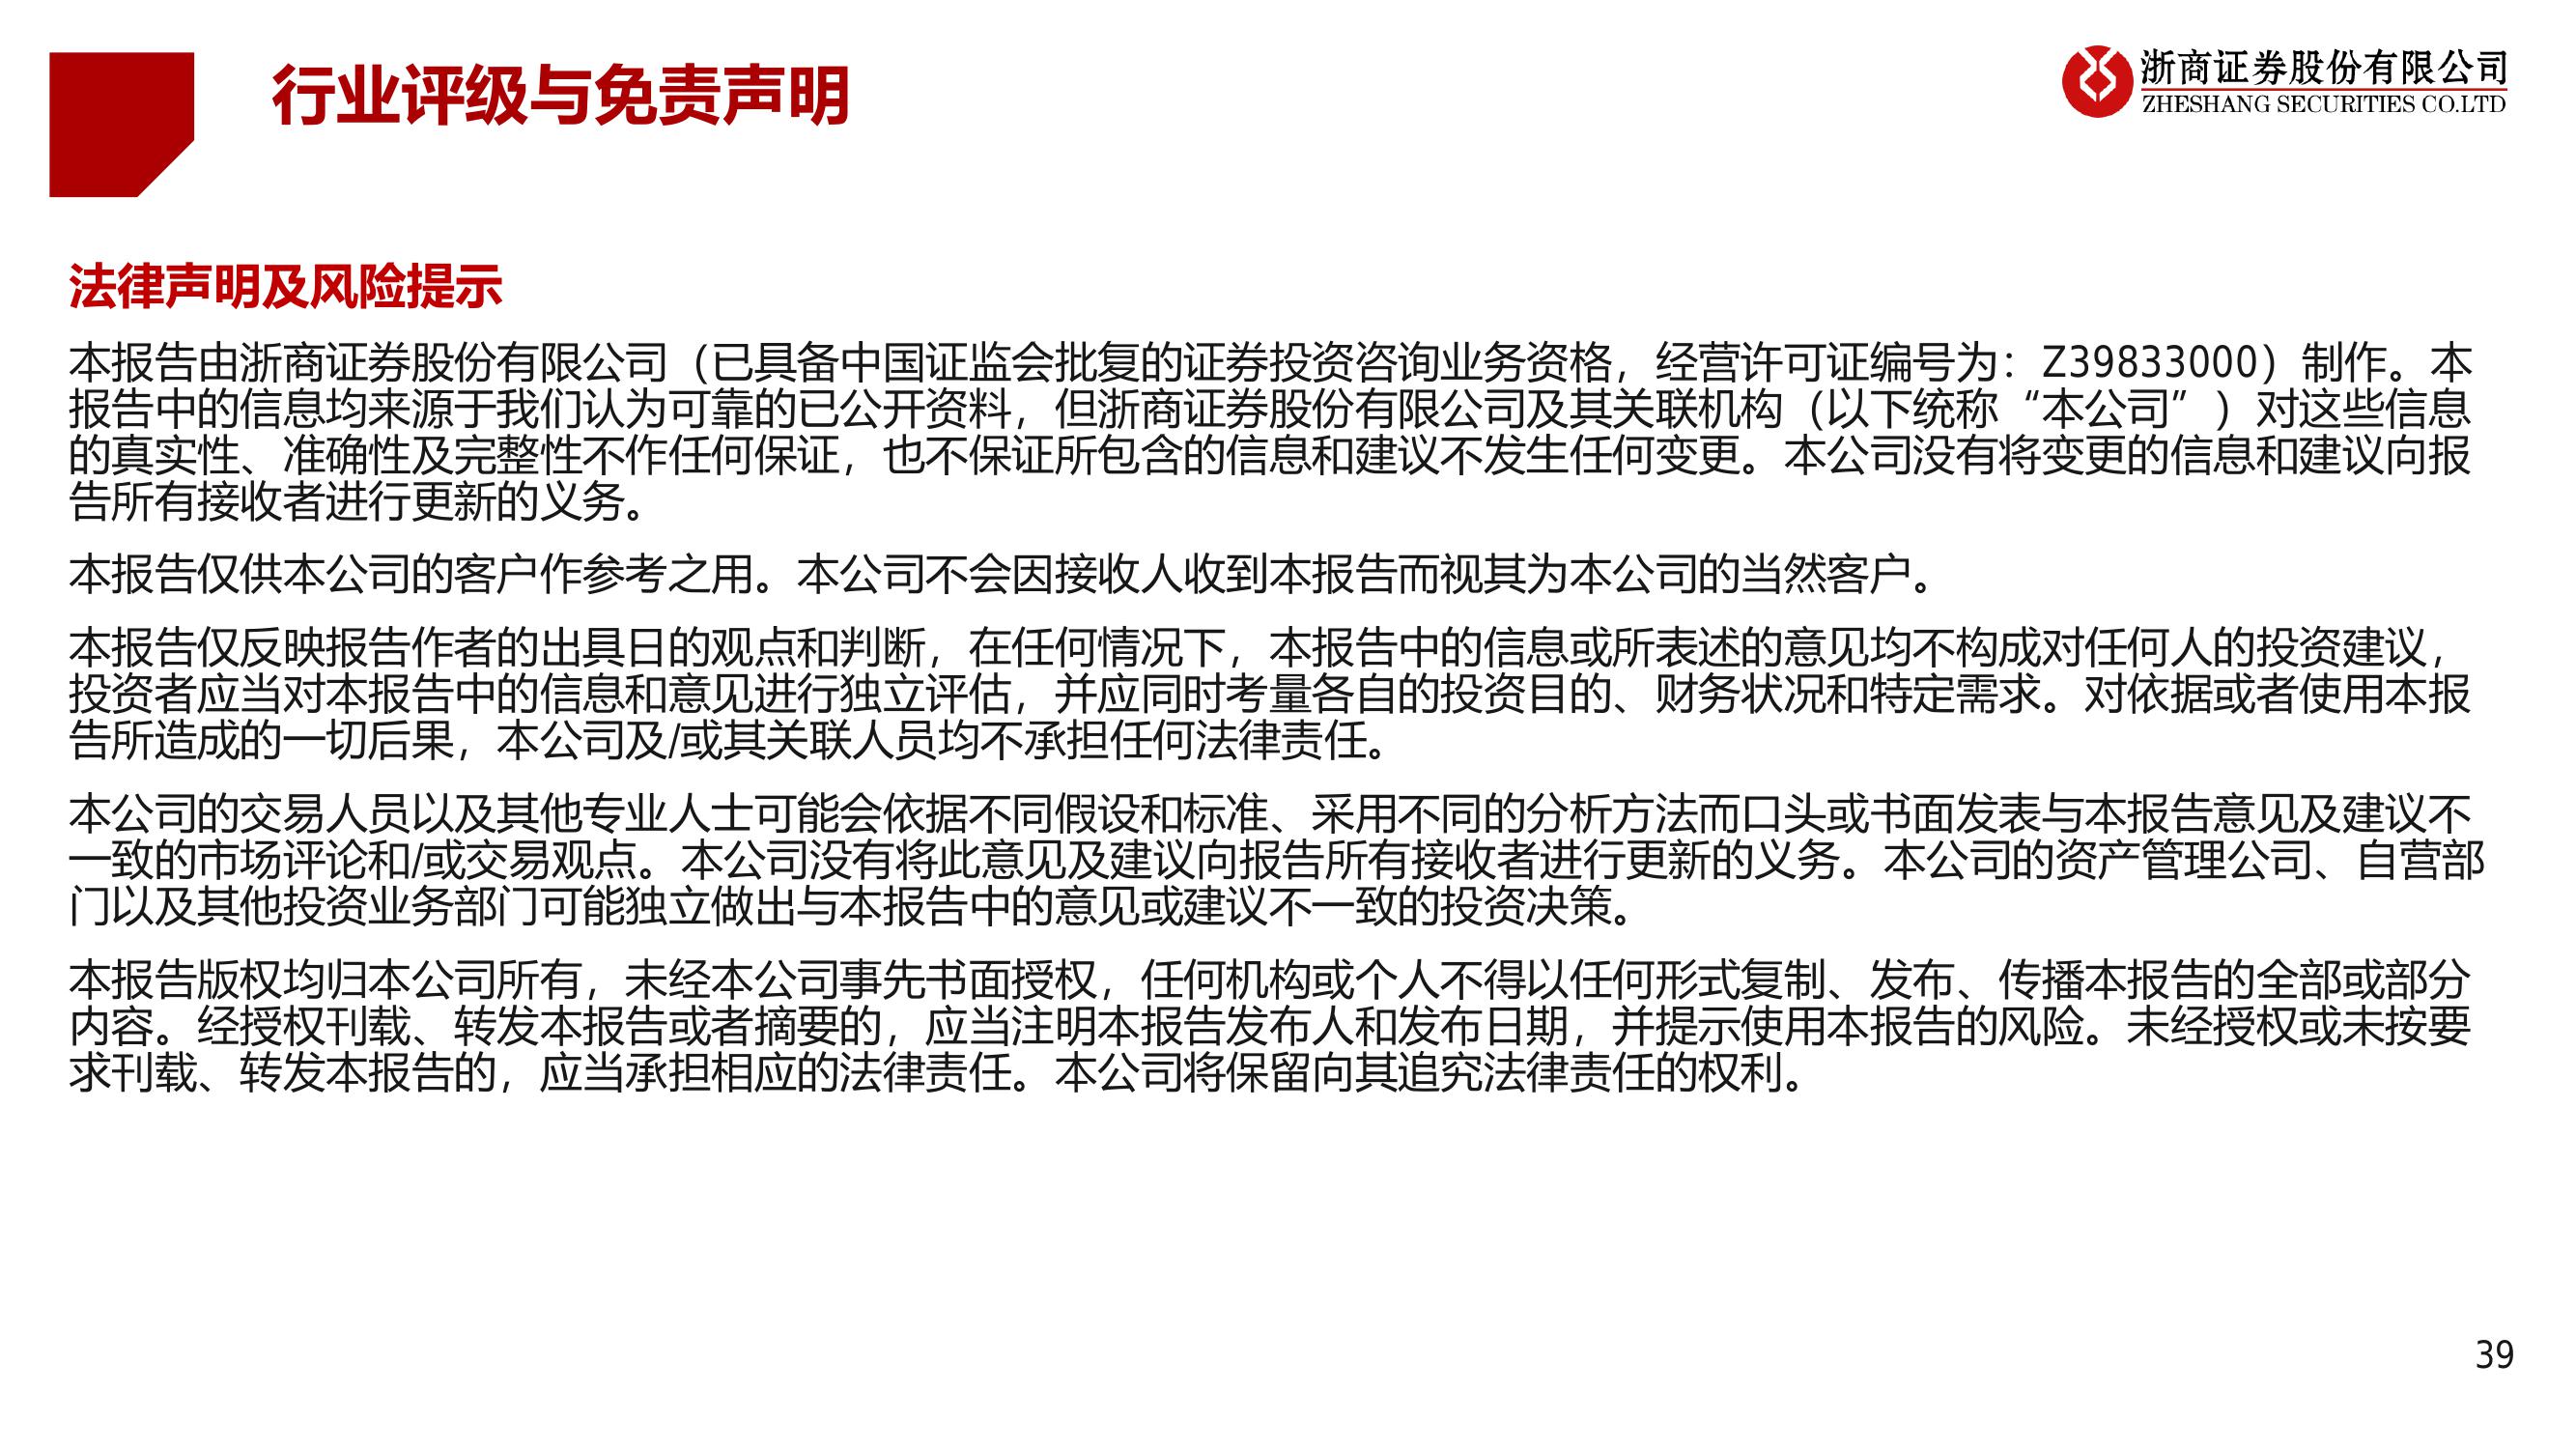 行业评级与免责声明
浙商证券股份有限公司
ZHESHANG SECURITIES CO.LTD
法律声明及风险提示
本报告由浙商证券股份有限公司（已具备中国证监会批复的证券投资咨询业务资格，经营许可证编号为：Z39833000）制作。本
报告中的信息均来源于我们认为可靠的已公开资料，但浙商证券股份有限公司及其关联机构（以下统称“本公司”）对这些信息
的真实性、准确性及完整性不作任何保证，也不保证所包含的信息和建议不发生任何变更。本公司没有将变更的信息和建议向报
告所有接收者进行更新的义务。
本报告仅供本公司的客户作参考之用。本公司不会因接收人收到本报告而视其为本公司的当然客户。
本报告仅反映报告作者的出具日的观点和判断，在任何情况下，本报告中的信息或所表述的意见均不构成对任何人的投资建议，
投资者应当对本报告中的信息和意见进行独立评估，并应同时考量各自的投资目的、财务状况和特定需求。对依据或者使用本报
告所造成的一切后果，本公司及/或其关联人员均不承担任何法律责任。
本公司的交易人员以及其他专业人士可能会依据不同假设和标准、采用不同的分析方法而口头或书面发表与本报告意见及建议不
一致的市场评论和/或交易观点。本公司没有将此意见及建议向报告所有接收者进行更新的义务。本公司的资产管理公司、自营部
门以及其他投资业务部门可能独立做出与本报告中的意见或建议不一致的投资决策。
本报告版权均归本公司所有，未经本公司事先书面授权，任何机构或个人不得以任何形式复制、发布、传播本报告的全部或部分
内容。经授权刊载、转发本报告或者摘要的，应当注明本报告发布人和发布日期，并提示使用本报告的风险。未经授权或未按要
求刊载、转发本报告的，应当承担相应的法律责任。本公司将保留向其追究法律责任的权利。
39